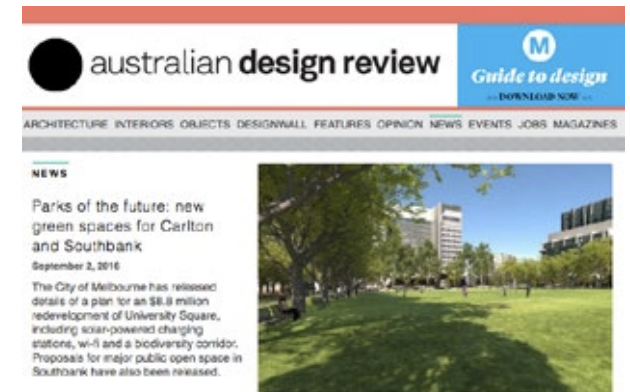 australian design review
M
Guide to design
DOWNLOAD NOW
ARCHITECTURE INTERIORS OBJECTS DESIGNWALL FEATURES OPINION NEWS EVENTS JOBS MAGAZINES
NEWS
Parks of the future: new
green spaces for Carlton
and Southbank
September 2, 2016
The City of Melbourne has released
details of a plan for an $8.8 million
redevelopment of University Square,
including solar-powered charging
stations, wi-fi and a biodiversity corridor.
Proposals for major public open space in
Southbank have also been released.